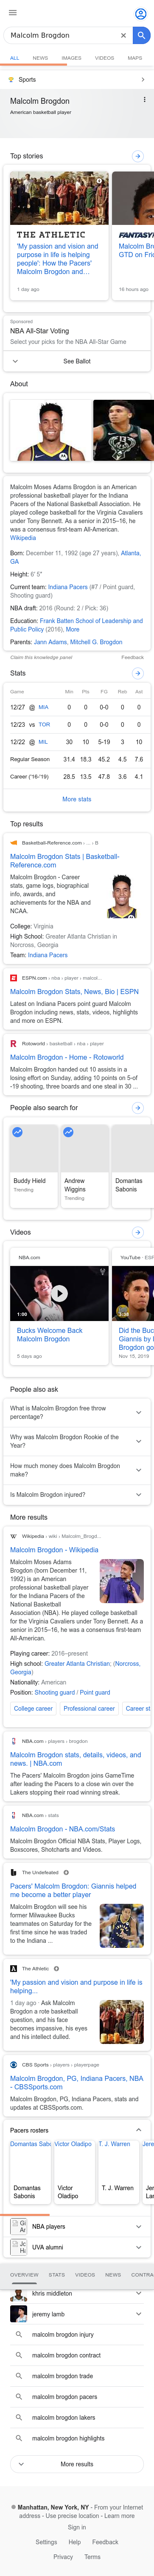 Malcolm Brogdon
ALL NEWS IMAGES VIDEOS MAPS
Sports
Malcolm Brogdon
American basketball player
Top stories
THE ATHLETIC
'My passion and vision and
purpose in life is helping
people': How the Pacers'
Malcolm Brogdon and…
1 day ago
FANTASY
Malcolm Br
GTD on Fri
16 hours ago
Sponsored
NBA All-Star Voting
Select your picks for the NBA All-Star Game
See Ballot
About
Malcolm Moses Adams Brogdon is an American
professional basketball player for the Indiana
Pacers of the National Basketball Association. He
played college basketball for the Virginia Cavaliers
under Tony Bennett. As a senior in 2015–16, he
was a consensus first-team All-American.
Wikipedia
Born: December 11, 1992 (age 27 years), Atlanta,
GA
Height: 6′ 5″
Current team: Indiana Pacers (#7 / Point guard,
Shooting guard)
NBA draft: 2016 (Round: 2 / Pick: 36)
Education: Frank Batten School of Leadership and
Public Policy (2016), More
Parents: Jann Adams, Mitchell G. Brogdon
Claim this knowledge panel
Feedback
Stats
Game Min Pts FG Reb Ast
12/27 @ MIA 0 0 0-0 0 0
12/23 vs TOR 0 0 0-0 0 0
12/22 @ MIL 30 10 5-19 3 10
Regular Season 31.4 18.3 45.2 4.5 7.6
Career ('16-'19) 28.5 13.5 47.8 3.6 4.1
More stats
Top results
Basketball-Reference.com › ... › B
Malcolm Brogdon Stats | Basketball-
Reference.com
Malcolm Brogdon - Career
stats, game logs, biographical
info, awards, and
achievements for the NBA and
NCAA.
College: Virginia
High School: Greater Atlanta Christian in
Norcross, Georgia
Team: Indiana Pacers
ESPN.com › nba › player › malcol...
Malcolm Brogdon Stats, News, Bio | ESPN
Latest on Indiana Pacers point guard Malcolm
Brogdon including news, stats, videos, highlights
and more on ESPN.
Rotoworld › basketball › nba › player
Malcolm Brogdon - Home - Rotoworld
Malcolm Brogdon handed out 10 assists in a
losing effort on Sunday, adding 10 points on 5-of
-19 shooting, three boards and one steal in 30 ...
People also search for
Buddy Hield
Trending
Andrew
Wiggins
Trending
Domantas
Sabonis
Videos
NBA.com
1:00
Bucks Welcome Back
Malcolm Brogdon
5 days ago
YouTube · ESP
Did the Buc
Giannis by l
Brogdon go
Nov 15, 2019
People also ask
What is Malcolm Brogdon free throw
percentage?
Why was Malcolm Brogdon Rookie of the
Year?
How much money does Malcolm Brogdon
make?
Is Malcolm Brogdon injured?
More results
Wikipedia › wiki › Malcolm_Brogd...
Malcolm Brogdon - Wikipedia
Malcolm Moses Adams
Brogdon (born December 11,
1992) is an American
professional basketball player
for the Indiana Pacers of the
National Basketball
Association (NBA). He played college basketball
for the Virginia Cavaliers under Tony Bennett. As a
senior in 2015–16, he was a consensus first-team
All-American.
Playing career: 2016–present
High school: Greater Atlanta Christian; (Norcross,
Georgia)
Nationality: American
Position: Shooting guard / Point guard
College career Professional career Career st
NBA.com › players › brogdon
Malcolm Brogdon stats, details, videos, and
news. | NBA.com
The Pacers' Malcolm Brogdon joins GameTime
after leading the Pacers to a close win over the
Lakers stopping their road winning streak.
NBA.com › stats
Malcolm Brogdon - NBA.com/Stats
Malcolm Brogdon Official NBA Stats, Player Logs,
Boxscores, Shotcharts and Videos.
The Undefeated
Pacers' Malcolm Brogdon: Giannis helped
me become a better player
Malcolm Brogdon will see his
former Milwaukee Bucks
teammates on Saturday for the
first time since he was traded
to the Indiana ...
The Athletic
'My passion and vision and purpose in life is
helping...
1 day ago · Ask Malcolm
Brogdon a rote basketball
question, and his face
becomes impassive, his eyes
and his intellect dulled.
CBS Sports › players › playerpage
Malcolm Brogdon, PG, Indiana Pacers, NBA
- CBSSports.com
Malcolm Brogdon, PG, Indiana Pacers, stats and
updates at CBSSports.com.
Pacers rosters
Domantas Sab Victor Oladipo T. J. Warren Jere
Domantas
Sabonis
Victor
Oladipo
T. J. Warren
Jer
La
NBA players
UVA alumni
OVERVIEW STATS VIDEOS NEWS CONTRA
khris middleton
jeremy lamb
malcolm brogdon injury
malcolm brogdon contract
malcolm brogdon trade
malcolm brogdon pacers
malcolm brogdon lakers
malcolm brogdon highlights
More results
Manhattan, New York, NY - From your Internet
address - Use precise location - Learn more
Sign in
Settings Help Feedback
Privacy Terms